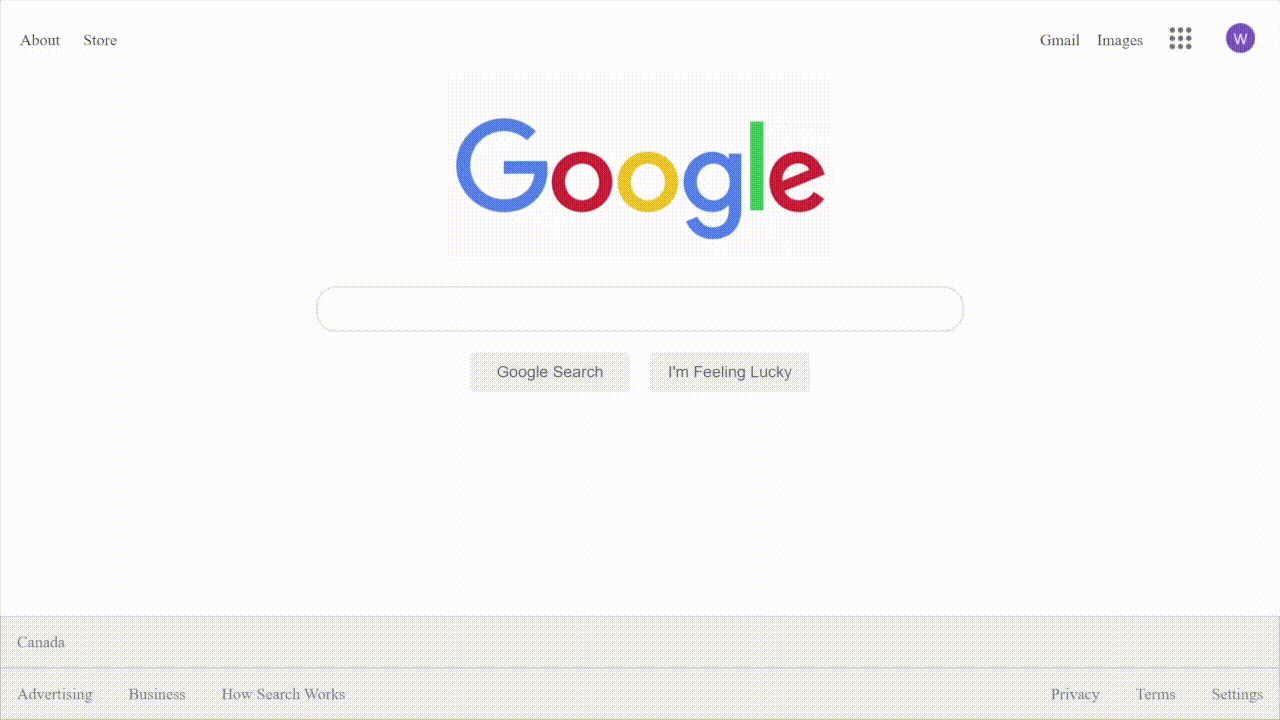 About Store Gmail Images W
Google
Google Search I'm Feeling Lucky
Canada
Advertising Business How Search Works Privacy Terms Settings